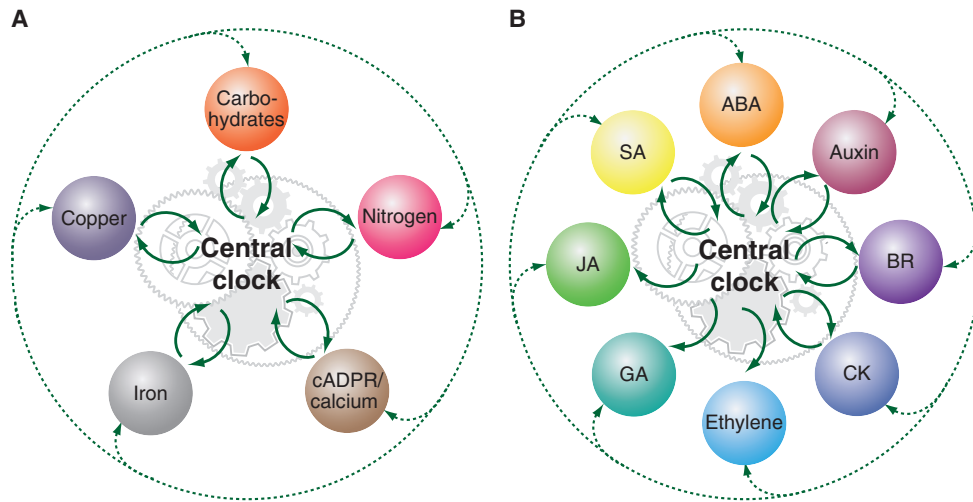 A
Carbo-
hydrates
Copper
Nitrogen
Central
clock
Iron
cADPR/
calcium
B
ABA
SA
Auxin
JA
Central
clock
BR
GA
CK
Ethylene